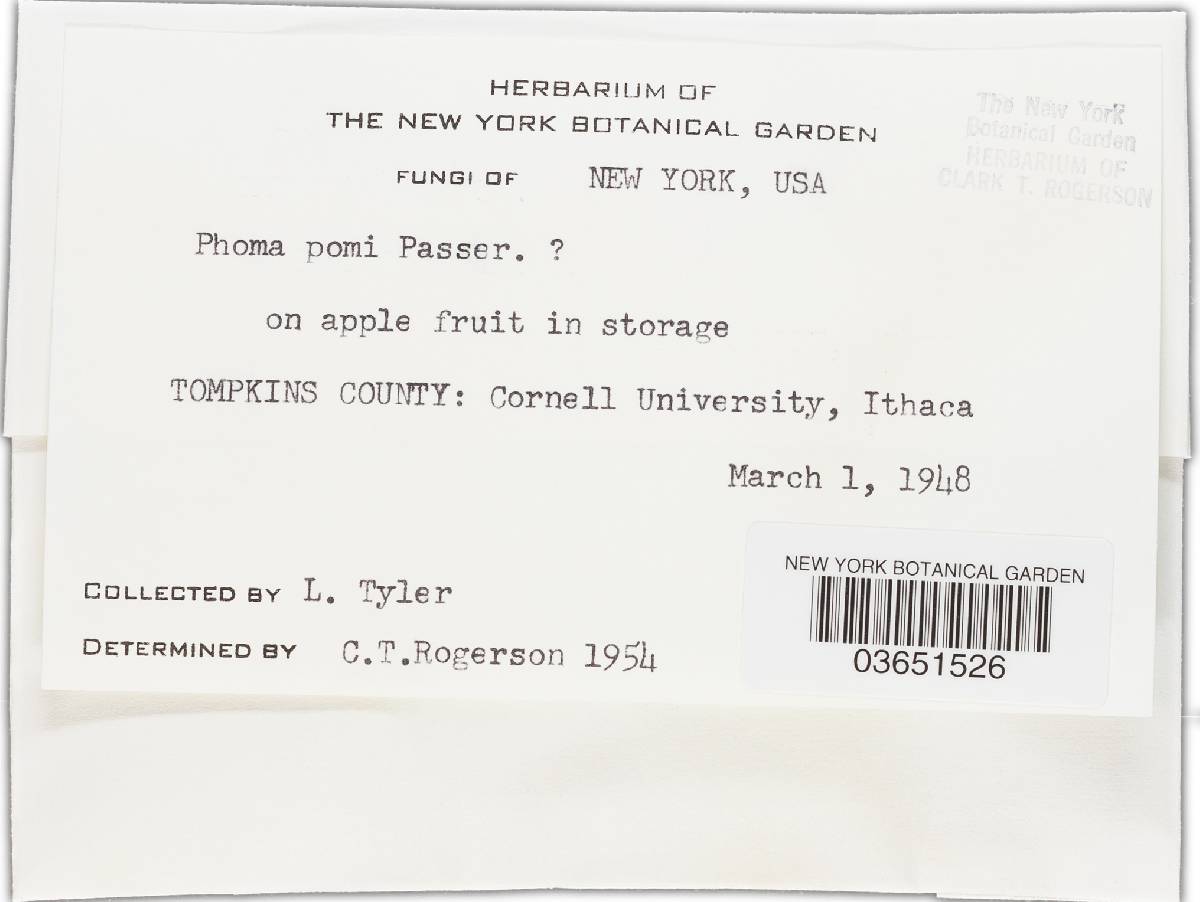 HERBARIUM OF
THE NEW YORK BOTANICAL GARDEN
The New York
Botanical Garden
HERBARIUM OF
CLARK T. ROGERSON
FUNGI OF NEW YORK, USA
Phoma pomi Passer. ?
on apple fruit in storage
TOMPKINS COUNTY: Cornell University, Ithaca
March 1, 1948
COLLECTED BY L. Tyler
DETERMINED BY C.T.Rogerson 1954
NEW YORK BOTANICAL GARDEN
03651526